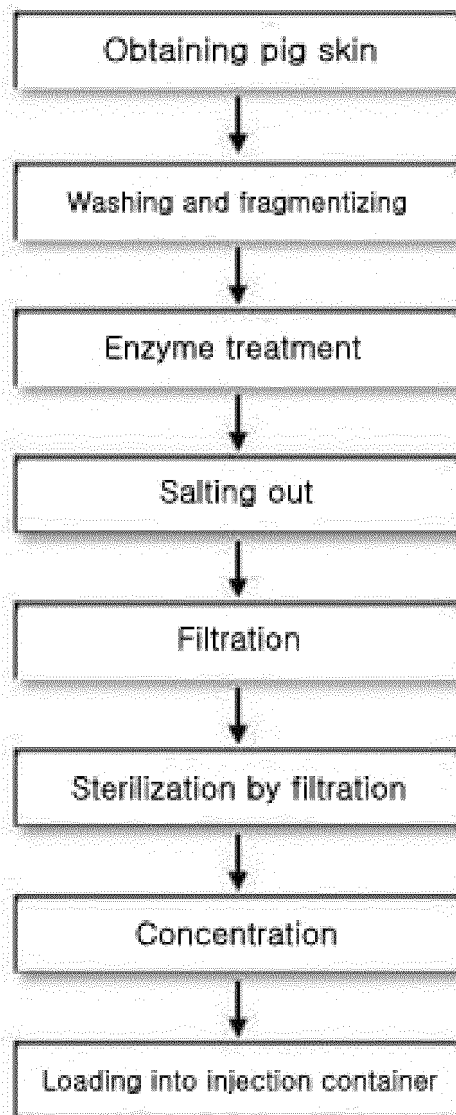 Obtaining pig skin
Washing and fragmentizing
Enzyme treatment
Salting out
Filtration
Sterilization by filtration
Concentration
Loading into injection container